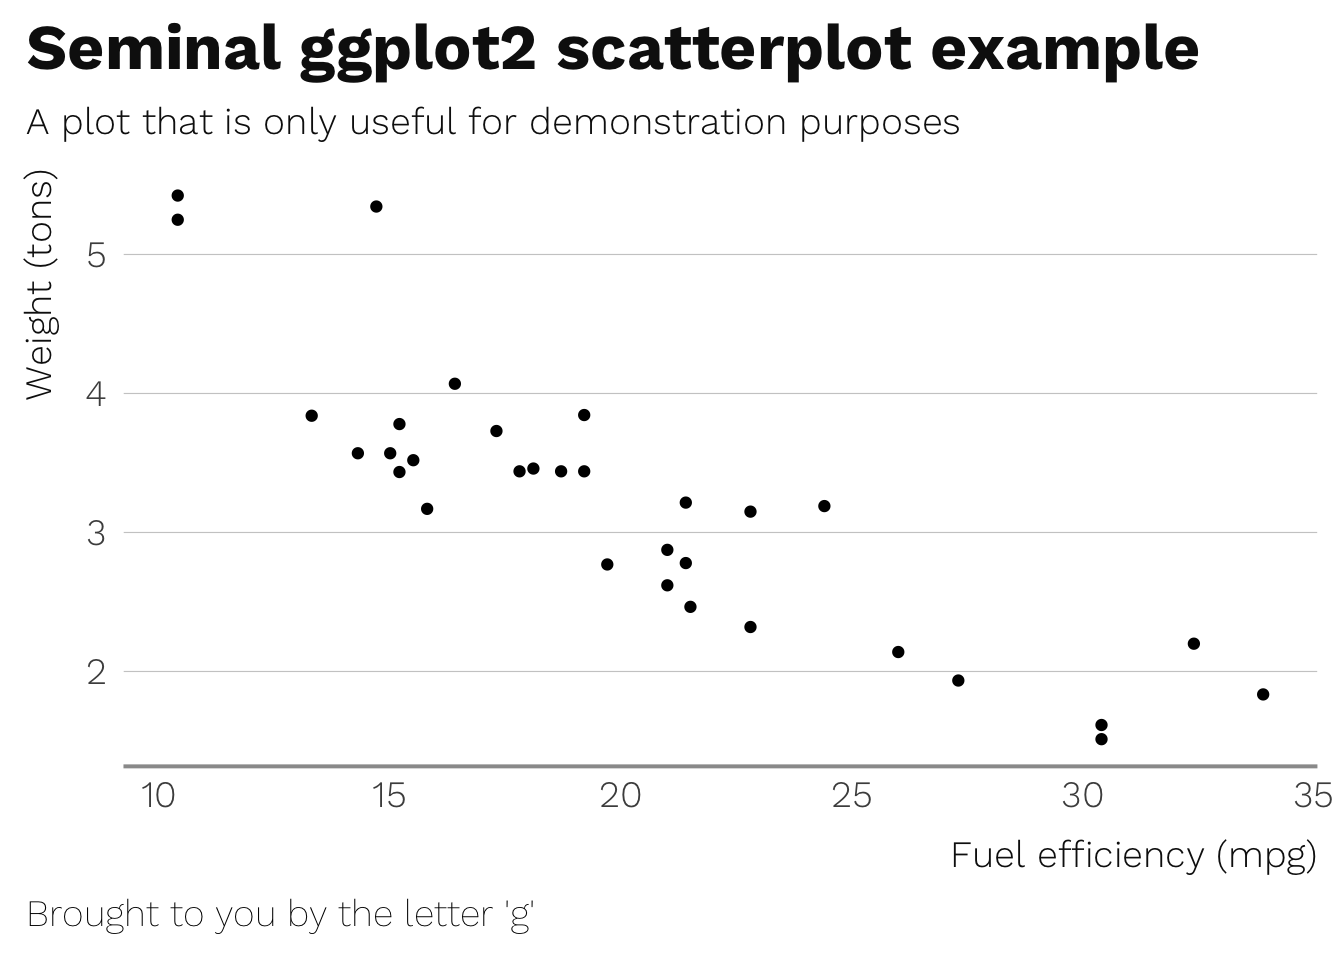 Seminal ggplot2 scatterplot example
A plot that is only useful for demonstration purposes
Weight (tons)
5
4
3
2
10 15 20 25 30 35
Fuel efficiency (mpg)
Brought to you by the letter 'g'